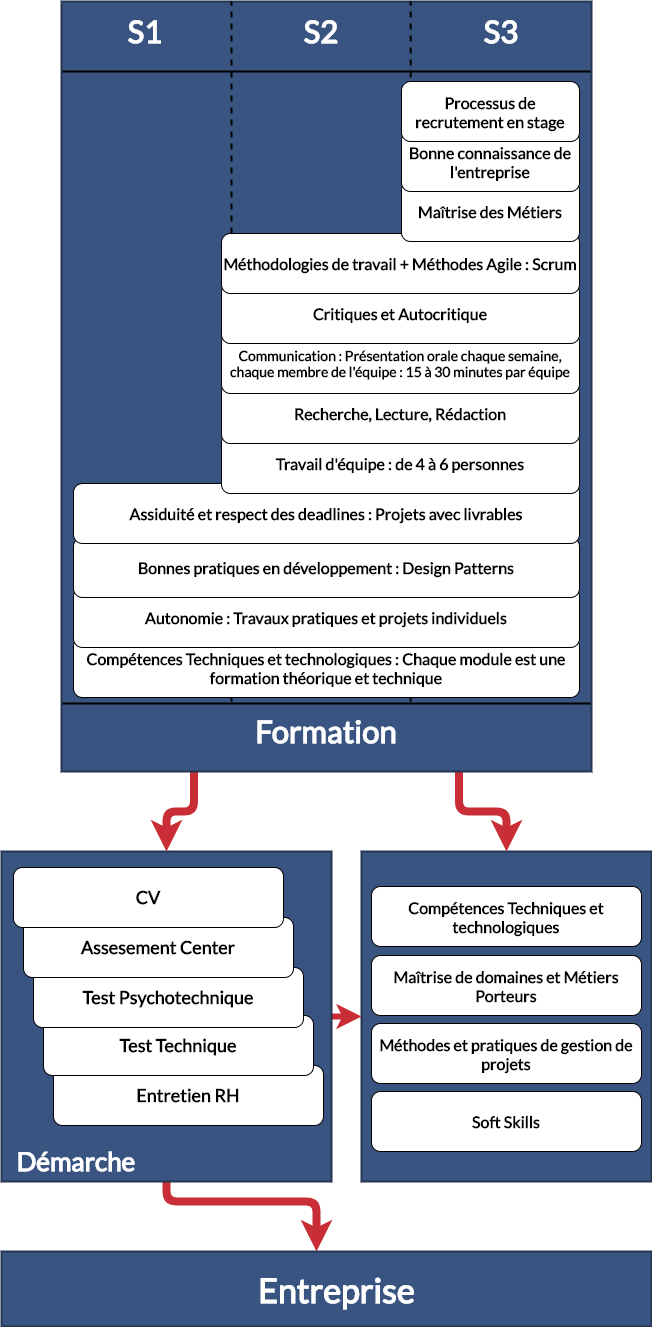 S1 S2 S3
Processus de
recrutement en stage
Bonne connaissance de
l'entreprise
Maîtrise des Métiers
Méthodologies de travail + Méthodes Agile : Scrum
Critiques et Autocritique
Communication : Présentation orale chaque semaine,
chaque membre de l'équipe : 15 à 30 minutes par équipe
Recherche, Lecture, Rédaction
Travail d'équipe : de 4 à 6 personnes
Assiduité et respect des deadlines : Projets avec livrables
Bonnes pratiques en développement : Design Patterns
Autonomie : Travaux pratiques et projets individuels
Compétences Techniques et technologiques : Chaque module est une
formation théorique et technique
Formation
CV
Assesement Center
Test Psychotechnique
Test Technique
Entretien RH
Démarche
Compétences Techniques et
technologiques
Maîtrise de domaines et Métiers
Porteurs
Méthodes et pratiques de gestion de
projets
Soft Skills
Entreprise